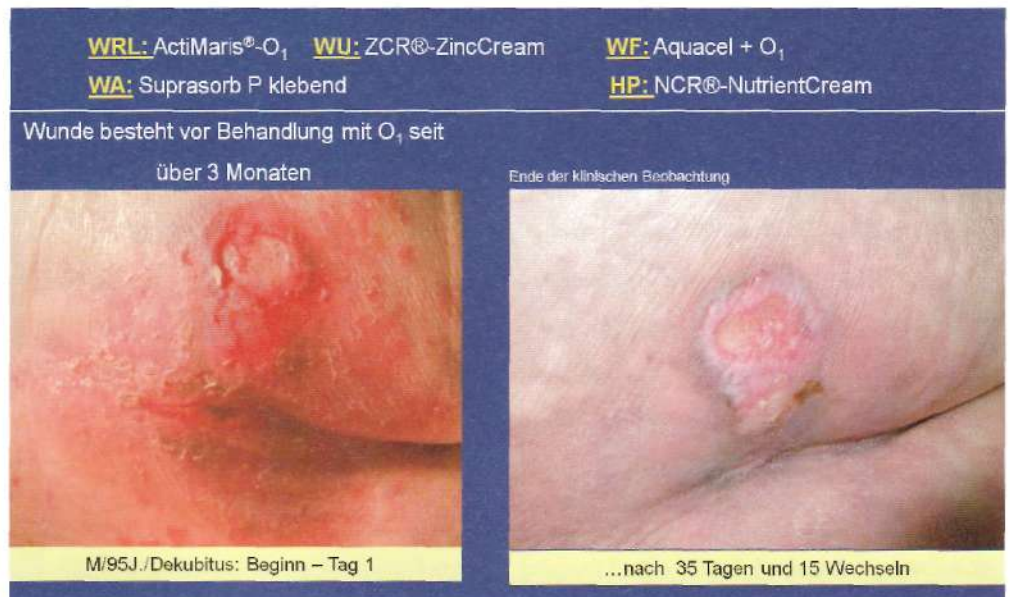 WRL: ActiMaris®-O₁ WU: ZCR®-ZincCream WF: Aquacel + O₁
WA: Suprasorb P klebend HP: NCR®-NutrientCream
Wunde besteht vor Behandlung mit O₁ seit
über 3 Monaten
Ende der klinischen Beobachtung
M/95J./Dekubitus: Beginn – Tag 1
...nach 35 Tagen und 15 Wechseln